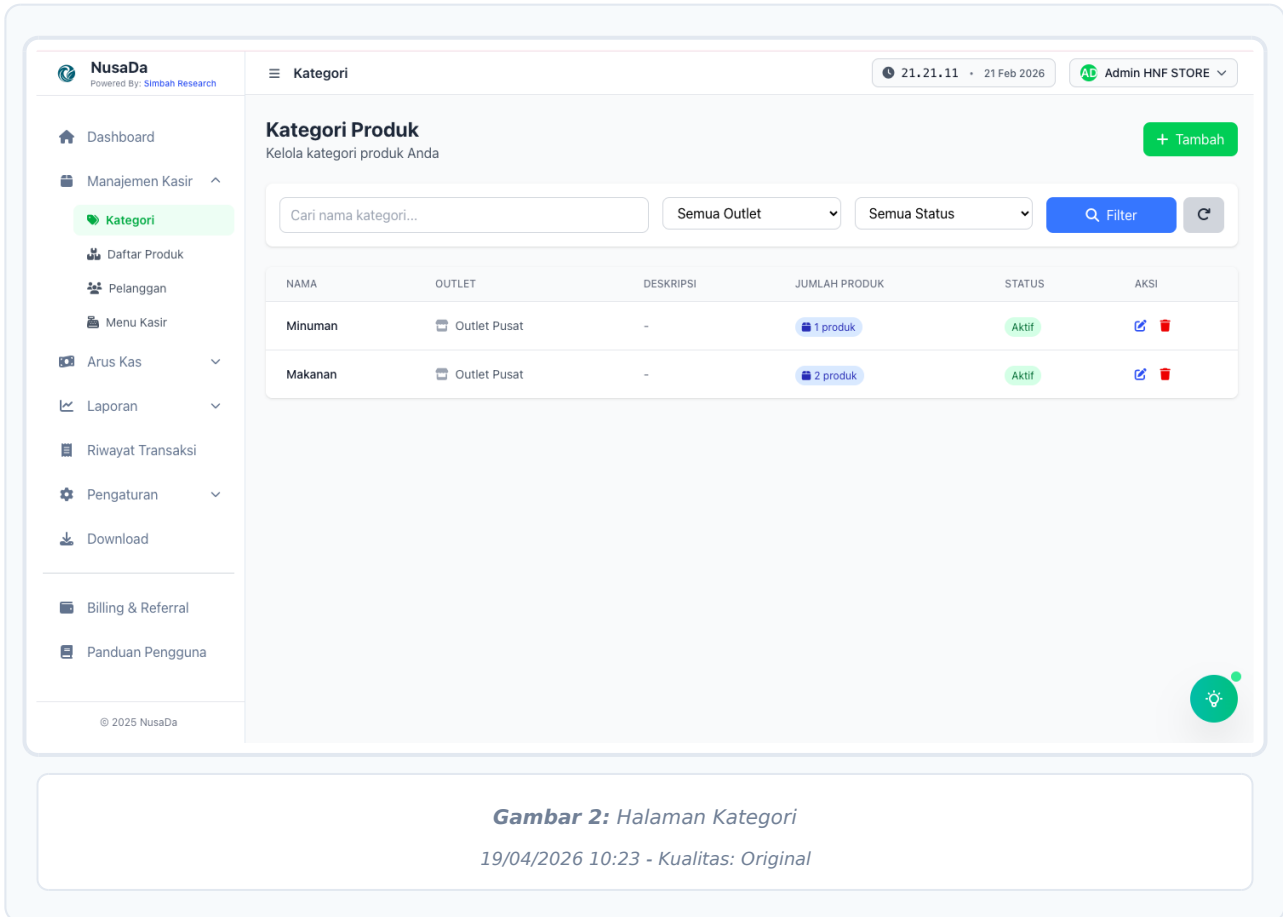 NusaDa
Powered By: Simbah Research
Kategori
21.21.11 • 21 Feb 2026
AD Admin HNF STORE
Dashboard
Manajemen Kasir
Kategori
Daftar Produk
Pelanggan
Menu Kasir
Arus Kas
Laporan
Riwayat Transaksi
Pengaturan
Download
Billing & Referral
Panduan Pengguna
© 2025 NusaDa
Kategori Produk
Kelola kategori produk Anda
+ Tambah
Cari nama kategori...
Semua Outlet
Semua Status
Filter
NAMA OUTLET DESKRIPSI JUMLAH PRODUK STATUS AKSI
Minuman Outlet Pusat - 1 produk Aktif
Makanan Outlet Pusat - 2 produk Aktif
Gambar 2: Halaman Kategori
19/04/2026 10:23 - Kualitas: Original